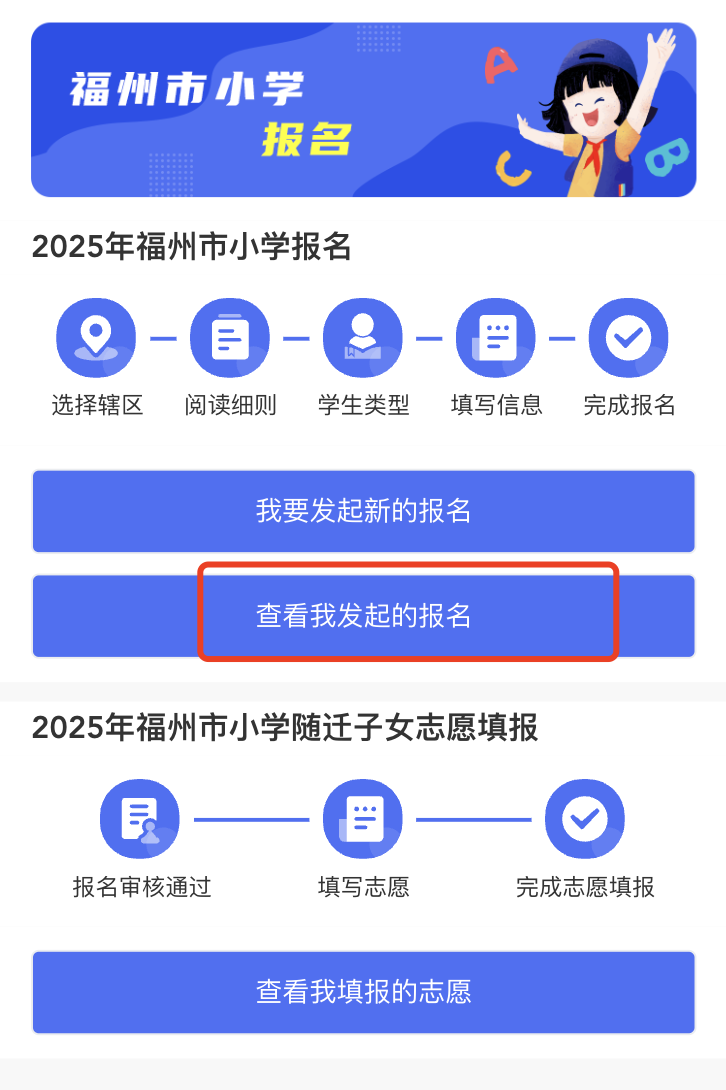 福州市小学
报名
A
B
C
2025年福州市小学报名
选择辖区 阅读细则 学生类型 填写信息 完成报名
我要发起新的报名
查看我发起的报名
2025年福州市小学随迁子女志愿填报
报名审核通过 填写志愿 完成志愿填报
查看我填报的志愿